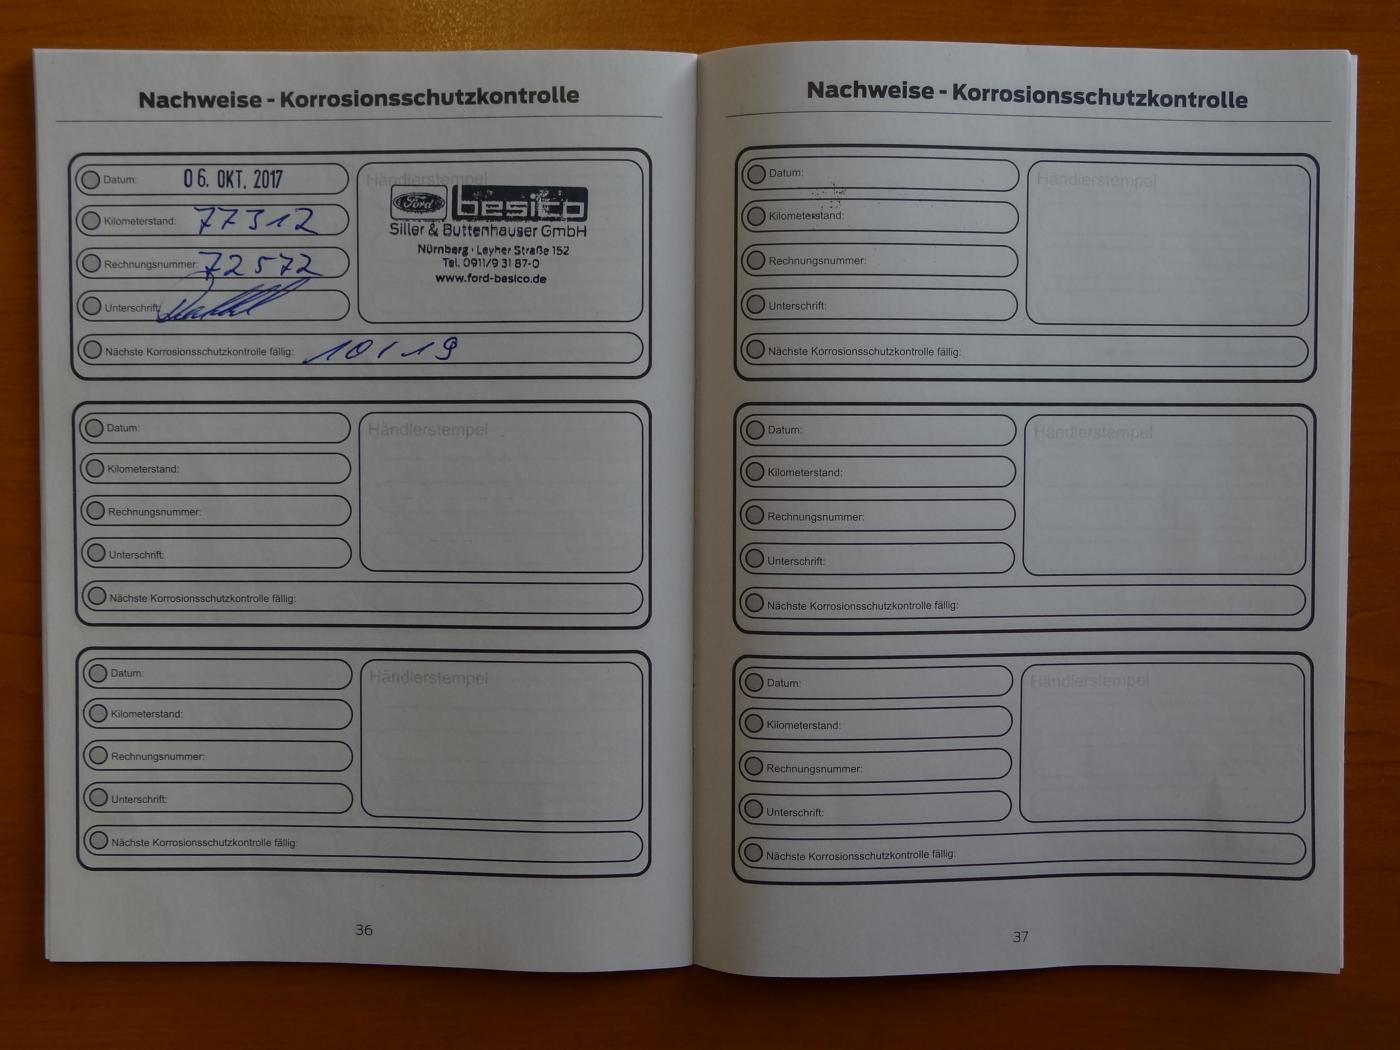 Nachweise - Korrosionsschutzkontrolle
Datum: 06. OKT. 2017
Kilometerstand: 77312
Rechnungsnummer: 72572
Unterschrift:
Nächste Korrosionsschutzkontrolle fällig: 10/19
Händlerstempel
Ford besico
Siller & Buttenhauser GmbH
Nürnberg · Leyher Straße 152
Tel. 0911/9 31 87-0
www.ford-besico.de
Datum:
Kilometerstand:
Rechnungsnummer:
Unterschrift:
Nächste Korrosionsschutzkontrolle fällig:
Händlerstempel
Datum:
Kilometerstand:
Rechnungsnummer:
Unterschrift:
Nächste Korrosionsschutzkontrolle fällig:
Händlerstempel
36
Nachweise - Korrosionsschutzkontrolle
Datum:
Kilometerstand:
Rechnungsnummer:
Unterschrift:
Nächste Korrosionsschutzkontrolle fällig:
Händlerstempel
Datum:
Kilometerstand:
Rechnungsnummer:
Unterschrift:
Nächste Korrosionsschutzkontrolle fällig:
Händlerstempel
Datum:
Kilometerstand:
Rechnungsnummer:
Unterschrift:
Nächste Korrosionsschutzkontrolle fällig:
Händlerstempel
37